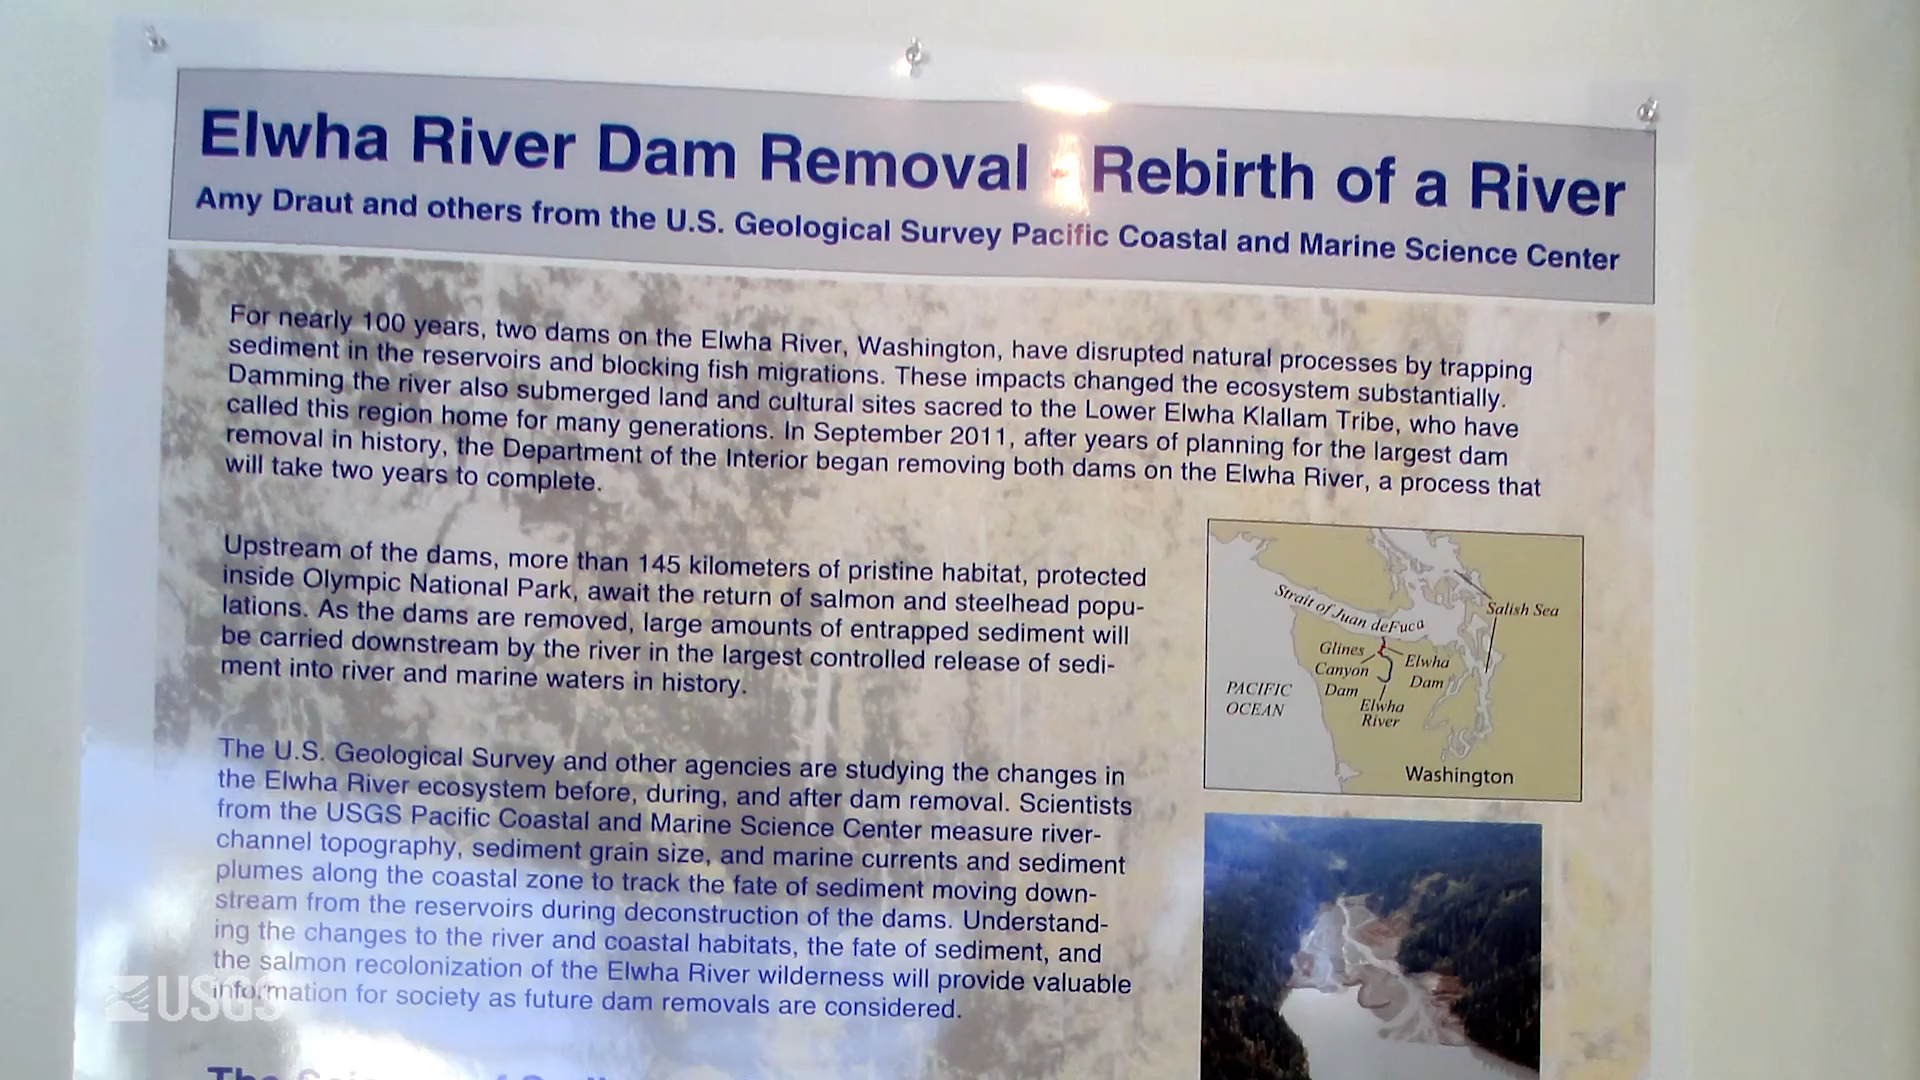 Elwha River Dam Removal - Rebirth of a River
Amy Draut and others from the U.S. Geological Survey Pacific Coastal and Marine Science Center
For nearly 100 years, two dams on the Elwha River, Washington, have disrupted natural processes by trapping
sediment in the reservoirs and blocking fish migrations. These impacts changed the ecosystem substantially.
Damming the river also submerged land and cultural sites sacred to the Lower Elwha Klallam Tribe, who have
called this region home for many generations. In September 2011, after years of planning for the largest dam
removal in history, the Department of the Interior began removing both dams on the Elwha River, a process that
will take two years to complete.
Upstream of the dams, more than 145 kilometers of pristine habitat, protected
inside Olympic National Park, await the return of salmon and steelhead popu-
lations. As the dams are removed, large amounts of entrapped sediment will
be carried downstream by the river in the largest controlled release of sedi-
ment into river and marine waters in history.
The U.S. Geological Survey and other agencies are studying the changes in
the Elwha River ecosystem before, during, and after dam removal. Scientists
from the USGS Pacific Coastal and Marine Science Center measure river-
channel topography, sediment grain size, and marine currents and sediment
plumes along the coastal zone to track the fate of sediment moving down-
stream from the reservoirs during deconstruction of the dams. Understand-
ing the changes to the river and coastal habitats, the fate of sediment, and
the salmon recolonization of the Elwha River wilderness will provide valuable
information for society as future dam removals are considered.
Strait of Juan deFuca
Salish Sea
Glines
Canyon
Dam
Elwha
Dam
Elwha
River
PACIFIC
OCEAN
Washington
USGS
The